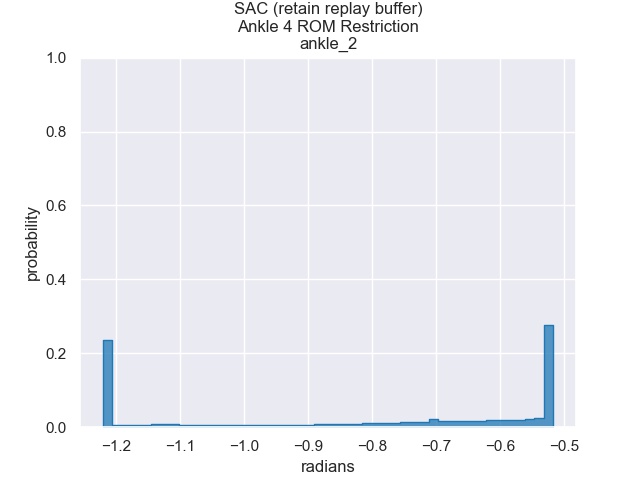 SAC (retain replay buffer)
Ankle 4 ROM Restriction
ankle_2
1.0
0.8
0.6
0.4
0.2
0.0
probability
−1.2 −1.1 −1.0 −0.9 −0.8 −0.7 −0.6 −0.5
radians